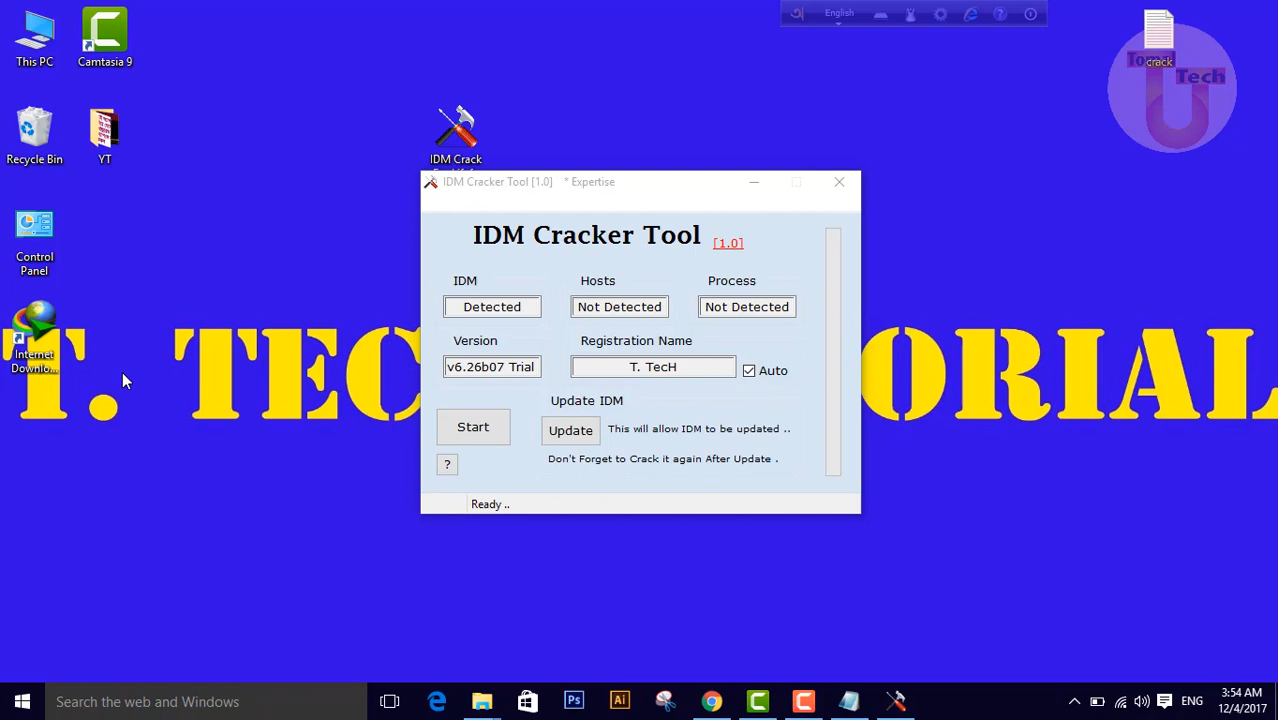 English
This PC
Camtasia 9
crack
Tomal
Tech
Recycle Bin
YT
IDM Crack
IDM Cracker Tool [1.0] * Expertise
IDM Cracker Tool [1.0]
IDM
Hosts
Process
Detected
Not Detected
Not Detected
Control
Panel
Version
Registration Name
v6.26b07 Trial
T. TecH
Auto
Internet
Downlo...
T. TEC
ORIAL
Update IDM
Start
Update
This will allow IDM to be updated ..
?
Don't Forget to Crack it again After Update .
Ready ..
Search the web and Windows
Ps
Ai
ENG
3:54 AM
12/4/2017